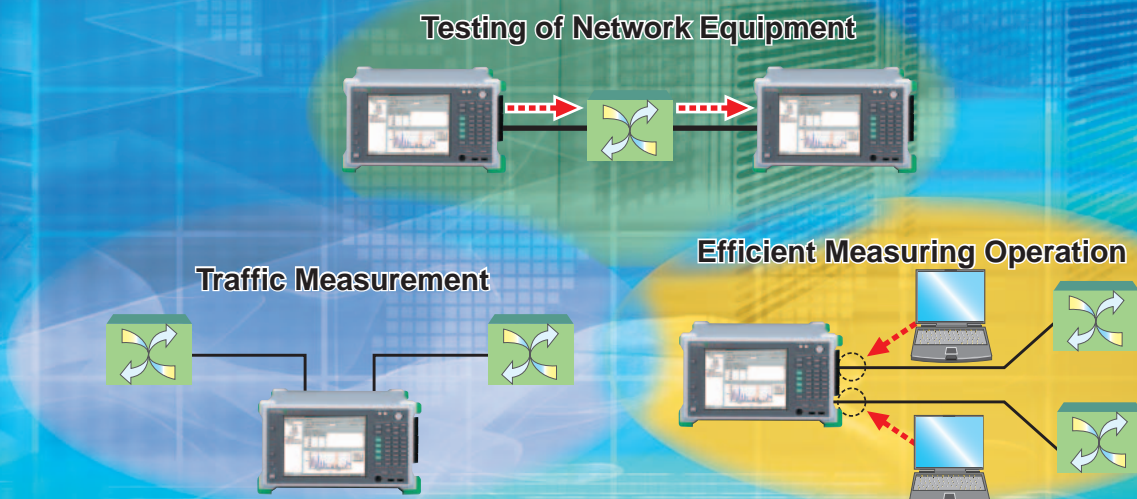 Testing of Network Equipment
Traffic Measurement
Efficient Measuring Operation